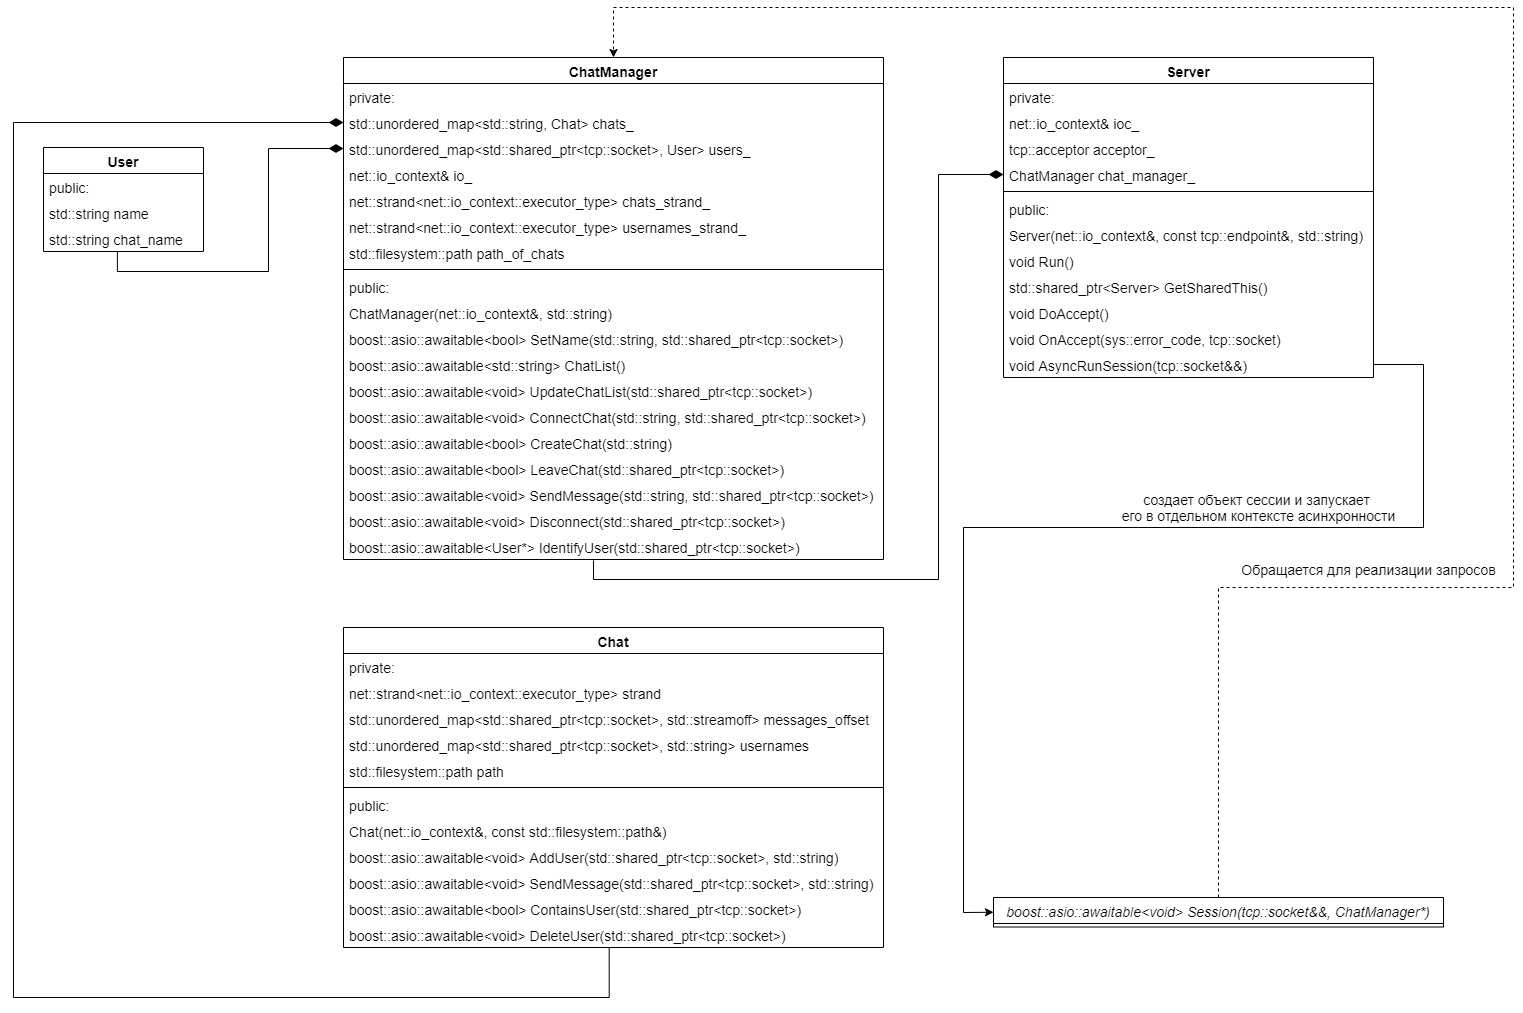 ChatManager
private:
std::unordered_map<std::string, Chat> chats_
std::unordered_map<std::shared_ptr<tcp::socket>, User> users_
net::io_context& io_
net::strand<net::io_context::executor_type> chats_strand_
net::strand<net::io_context::executor_type> usernames_strand_
std::filesystem::path path_of_chats
public:
ChatManager(net::io_context&, std::string)
boost::asio::awaitable<bool> SetName(std::string, std::shared_ptr<tcp::socket>)
boost::asio::awaitable<std::string> ChatList()
boost::asio::awaitable<void> UpdateChatList(std::shared_ptr<tcp::socket>)
boost::asio::awaitable<void> ConnectChat(std::string, std::shared_ptr<tcp::socket>)
boost::asio::awaitable<bool> CreateChat(std::string)
boost::asio::awaitable<bool> LeaveChat(std::shared_ptr<tcp::socket>)
boost::asio::awaitable<void> SendMessage(std::string, std::shared_ptr<tcp::socket>)
boost::asio::awaitable<void> Disconnect(std::shared_ptr<tcp::socket>)
boost::asio::awaitable<User*> IdentifyUser(std::shared_ptr<tcp::socket>)
User
public:
std::string name
std::string chat_name
Server
private:
net::io_context& ioc_
tcp::acceptor acceptor_
ChatManager chat_manager_
public:
Server(net::io_context&, const tcp::endpoint&, std::string)
void Run()
std::shared_ptr<Server> GetSharedThis()
void DoAccept()
void OnAccept(sys::error_code, tcp::socket)
void AsyncRunSession(tcp::socket&&)
создает объект сессии и запускает
его в отдельном контексте асинхронности
Обращается для реализации запросов
Chat
private:
net::strand<net::io_context::executor_type> strand
std::unordered_map<std::shared_ptr<tcp::socket>, std::streamoff> messages_offset
std::unordered_map<std::shared_ptr<tcp::socket>, std::string> usernames
std::filesystem::path path
public:
Chat(net::io_context&, const std::filesystem::path&)
boost::asio::awaitable<void> AddUser(std::shared_ptr<tcp::socket>, std::string)
boost::asio::awaitable<void> SendMessage(std::shared_ptr<tcp::socket>, std::string)
boost::asio::awaitable<bool> ContainsUser(std::shared_ptr<tcp::socket>)
boost::asio::awaitable<void> DeleteUser(std::shared_ptr<tcp::socket>)
boost::asio::awaitable<void> Session(tcp::socket&&, ChatManager*)